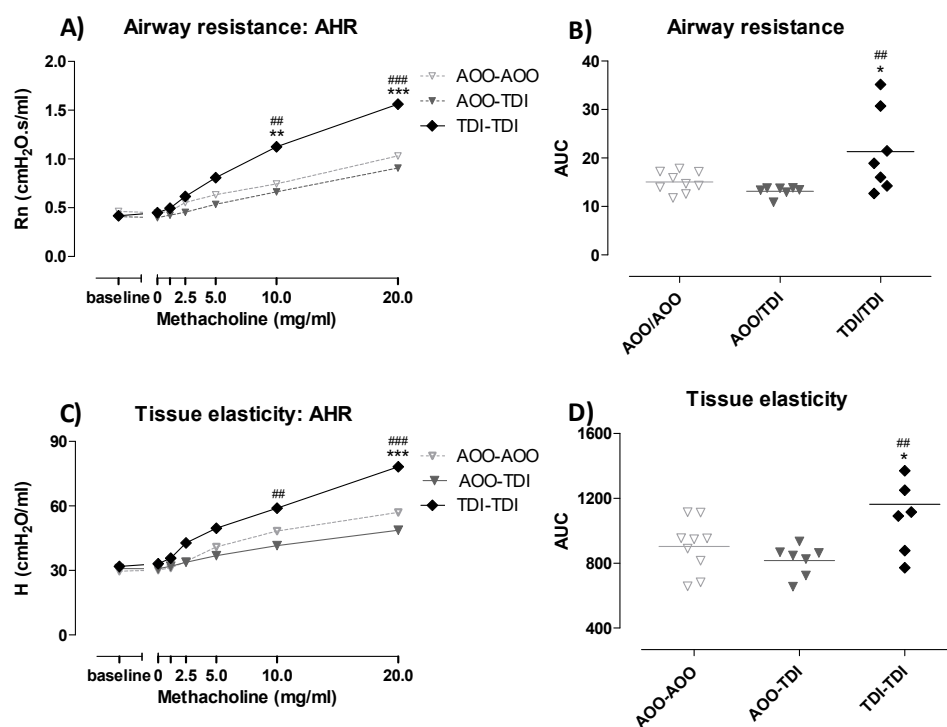 A) Airway resistance: AHR
2.0
1.5
1.0
0.5
0.0
Rn (cmH₂O.s/ml)
##
**
###
***
AOO-AOO
AOO-TDI
TDI-TDI
baseline 0 2.5 5.0 10.0 20.0
Methacholine (mg/ml)
B) Airway resistance
40
30
20
10
0
AUC
##
*
AOO/AOO
AOO/TDI
TDI/TDI
C) Tissue elasticity: AHR
90
60
30
0
H (cmH₂O/ml)
##
###
***
AOO-AOO
AOO-TDI
TDI-TDI
baseline 0 2.5 5.0 10.0 20.0
Methacholine (mg/ml)
D) Tissue elasticity
1600
1200
800
400
AUC
##
*
AOO-AOO
AOO-TDI
TDI-TDI